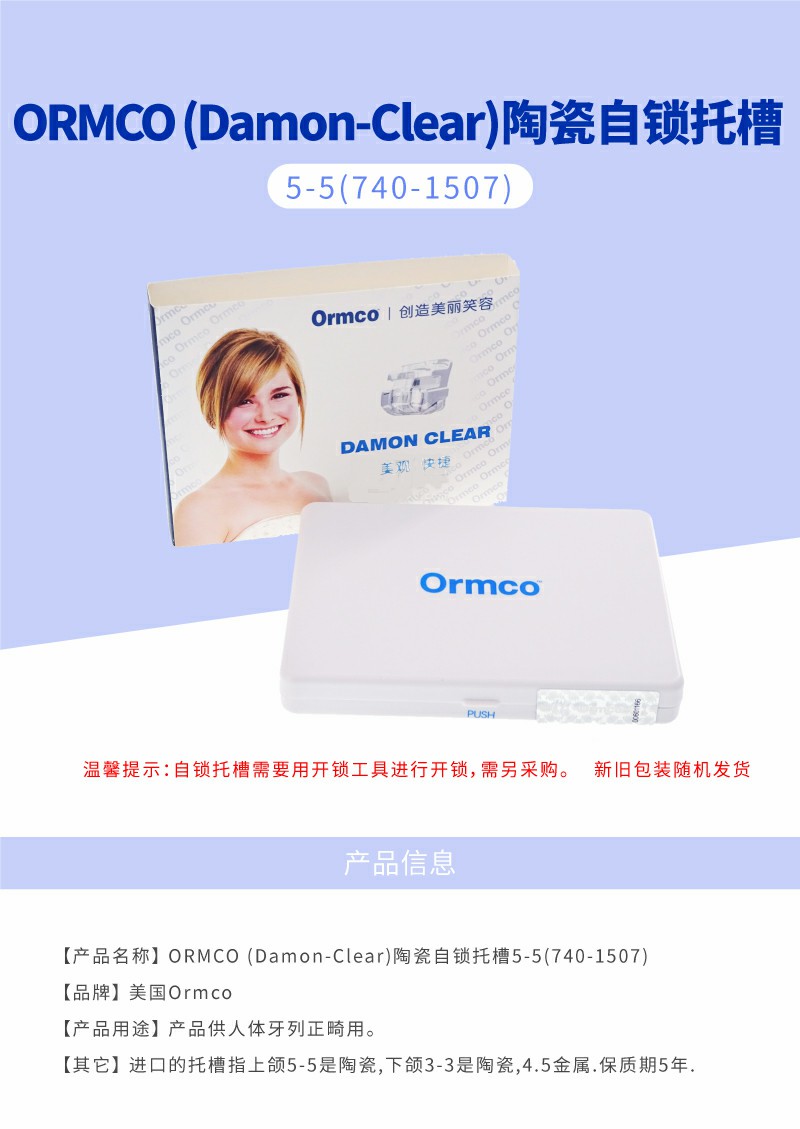 ORMCO (Damon-Clear)陶瓷自锁托槽
5-5(740-1507)
Ormco | 创造美丽笑容
DAMON CLEAR
美观 快捷
Ormco
PUSH
温馨提示:自锁托槽需要用开锁工具进行开锁,需另采购。 新旧包装随机发货
产品信息
【产品名称】ORMCO (Damon-Clear)陶瓷自锁托槽5-5(740-1507)
【品牌】美国Ormco
【产品用途】产品供人体牙列正畸用。
【其它】进口的托槽指上颌5-5是陶瓷,下颌3-3是陶瓷,4.5金属.保质期5年.